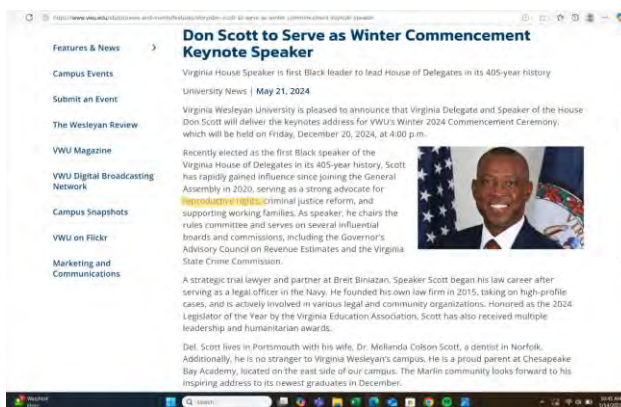 Don Scott to Serve as Winter Commencement
Keynote Speaker
Features & News
Campus Events
Submit an Event
The Wesleyan Review
VWU Magazine
VWU Digital Broadcasting
Network
Campus Snapshots
VWU on Flickr
Marketing and
Communications
Virginia House Speaker is first Black leader to lead House of Delegates in its 405-year history
University News | May 21, 2024
Virginia Wesleyan University is pleased to announce that Virginia Delegate and Speaker of the House
Don Scott will deliver the keynotes address for VWU's Winter 2024 Commencement Ceremony,
which will be held on Friday, December 20, 2024, at 4:00 p.m.
Recently elected as the first Black speaker of the
Virginia House of Delegates in its 405-year history, Scott
has rapidly gained influence since joining the General
Assembly in 2020, serving as a strong advocate for
reproductive rights, criminal justice reform, and
supporting working families. As speaker, he chairs the
rules committee and serves on several influential
boards and commissions, including the Governor's
Advisory Council on Revenue Estimates and the Virginia
State Crime Commission.
A strategic trial lawyer and partner at Breit Biniazan, Speaker Scott began his law career after
serving as a legal officer in the Navy. He founded his own law firm in 2015, taking on high-profile
cases, and is actively involved in various legal and community organizations. Honored as the 2024
Legislator of the Year by the Virginia Education Association, Scott has also received multiple
leadership and humanitarian awards.
Del. Scott lives in Portsmouth with his wife, Dr. Mellanda Colson Scott, a dentist in Norfolk.
Additionally, he is no stranger to Virginia Wesleyan's campus. He is a proud parent at Chesapeake
Bay Academy, located on the east side of our campus. The Marlin community looks forward to his
inspiring address to its newest graduates in December.
Search